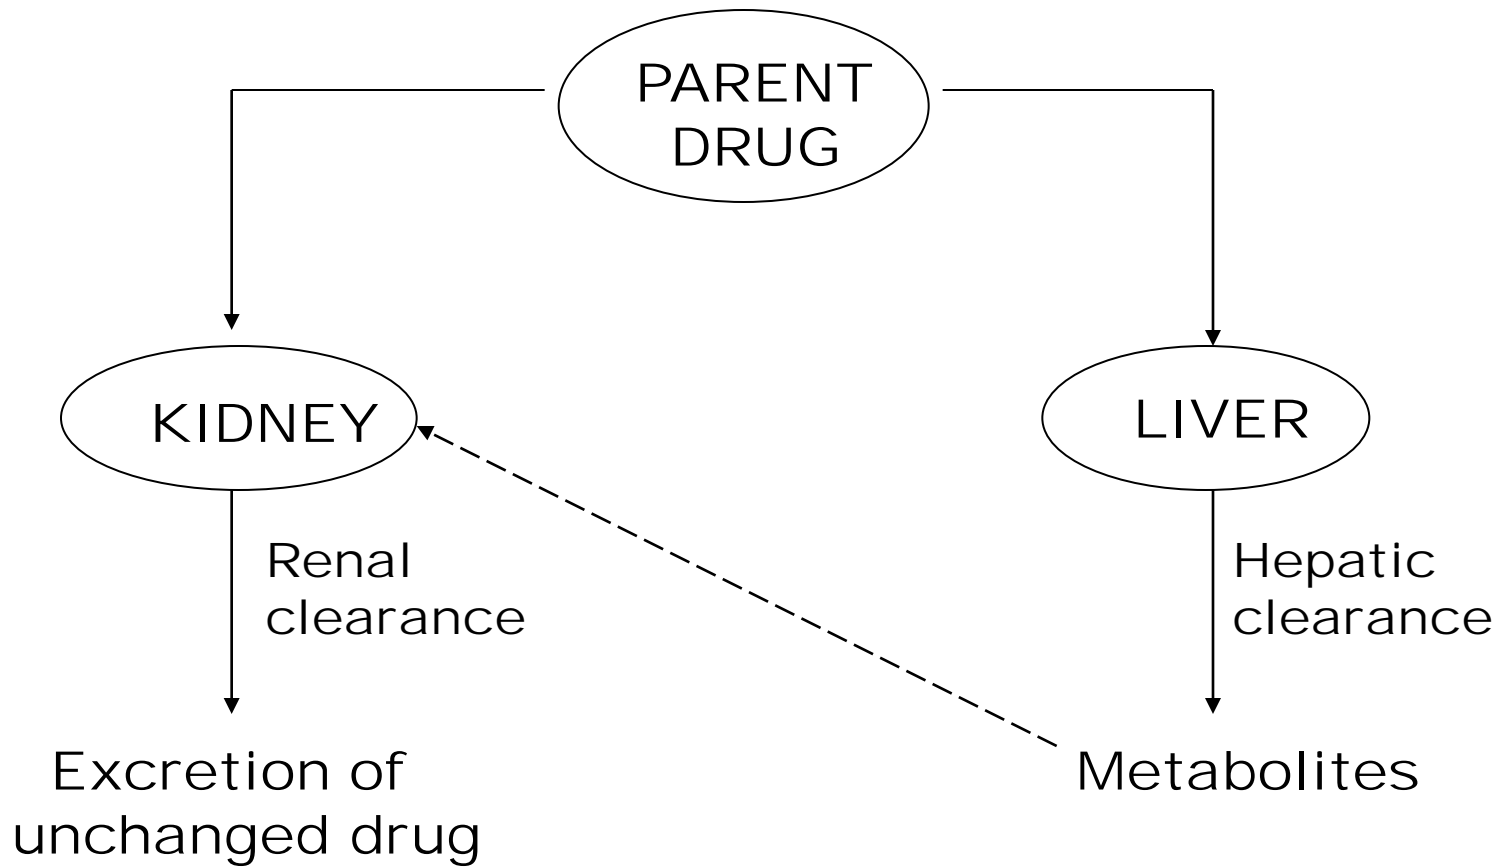 PARENT
DRUG
KIDNEY
LIVER
Renal
clearance
Hepatic
clearance
Excretion of
unchanged drug
Metabolites